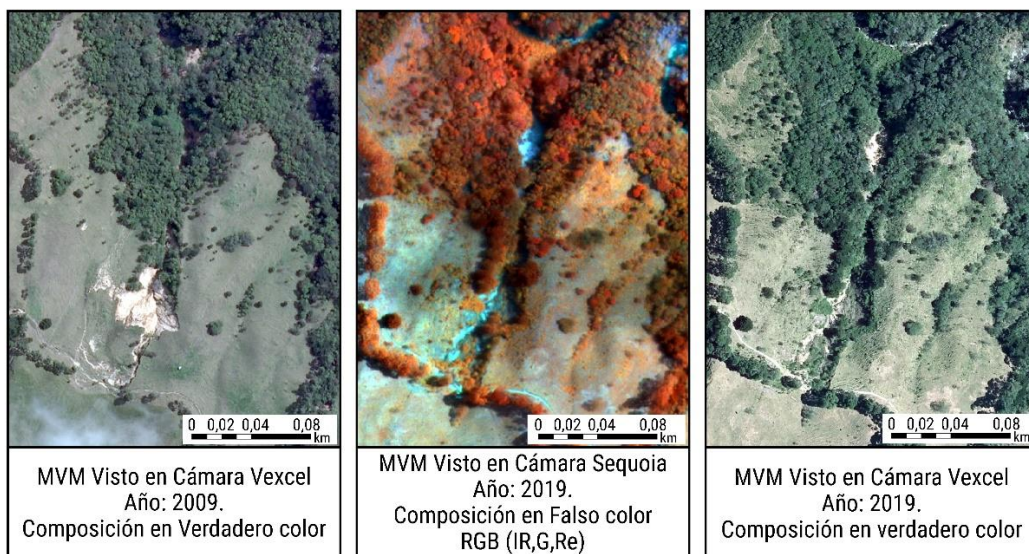 0 0,02 0,04 0,08
km
MVM Visto en Cámara Vexcel
Año: 2009.
Composición en Verdadero color
0 0,02 0,04 0,08
km
MVM Visto en Cámara Sequoia
Año: 2019.
Composición en Falso color
RGB (IR,G,Re)
0 0,02 0,04 0,08
km
MVM Visto en Cámara Vexcel
Año: 2019.
Composición en verdadero color